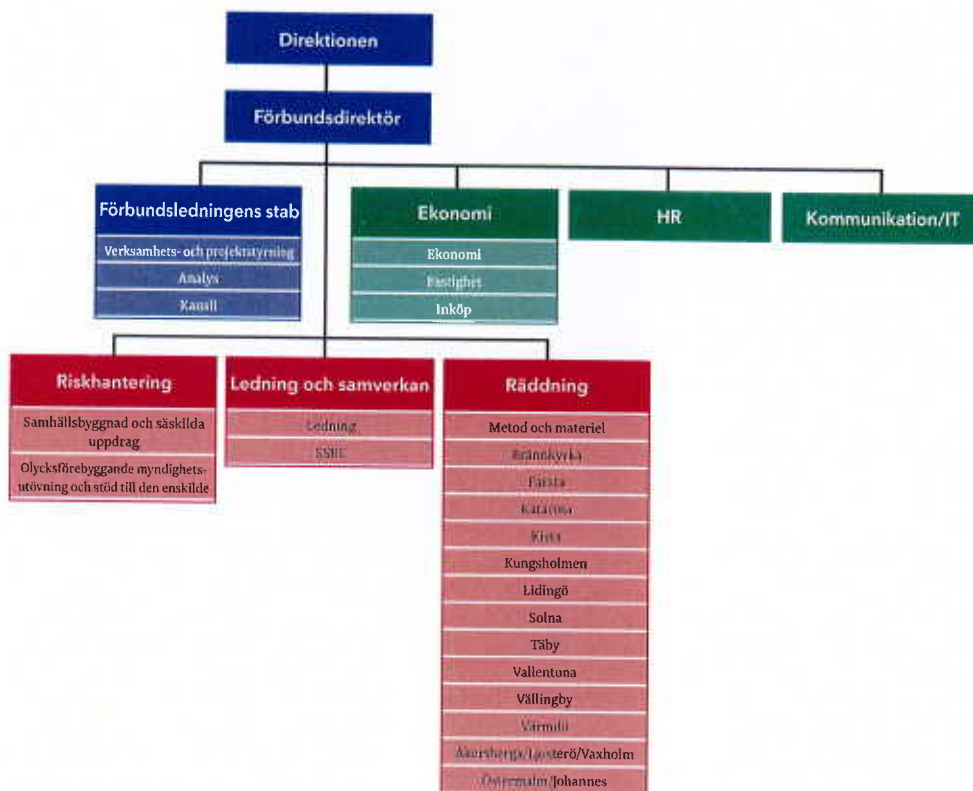 Direktionen
Förbundsdirektör
Förbundsledningens stab
Verksamhets- och projektstyrning
Analys
Kansli
Ekonomi
Ekonomi
Fastighet
Inköp
HR
Kommunikation/IT
Riskhantering
Samhällsbyggnad och säskilda
uppdrag
Olycksförebyggande myndighets-
utövning och stöd till den enskilde
Ledning och samverkan
Ledning
Räddning
Metod och materiel
Brännkyrka
Farsta
Katarina
Kista
Kungsholmen
Lidingö
Solna
Täby
Vallentuna
Vällingby
Värmdö
Åkersberga/Ljusterö/Vaxholm
Östermalm/Johannes